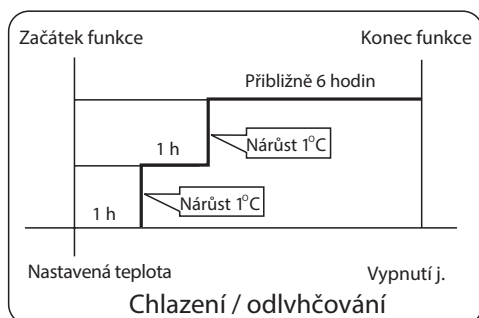 Začátek funkce
Konec funkce
Přibližně 6 hodin
1 h
Nárůst 1°C
1 h
Nárůst 1°C
Nastavená teplota
Vypnutí j.
Chlazení / odlvhčování